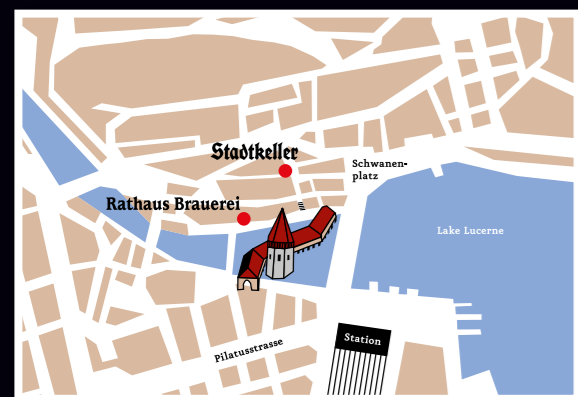 Stadtkeller
Schwanen-
platz
Rathaus Brauerei
Lake Lucerne
Station
Pilatusstrasse